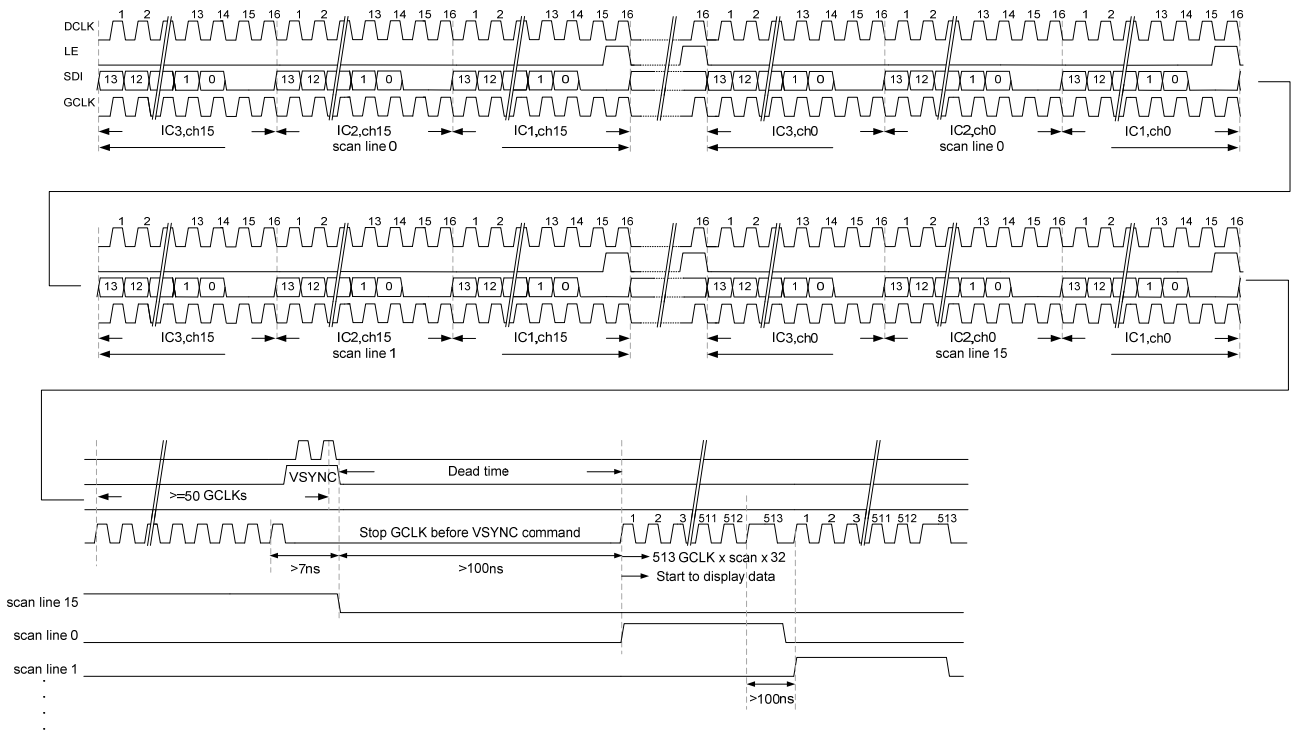 1 2 13 14 15 16 1 2 13 14 15 16 1 2 13 14 15 16 16 1 2 13 14 15 16 1 2 13 14 15 16 1 2 13 14 15 16
DCLK
LE
SDI 13 12 1 0 13 12 1 0 13 12 1 0 13 12 1 0 13 12 1 0 13 12 1 0
GCLK
IC3,ch15 IC2,ch15 IC1,ch15 IC3,ch0 IC2,ch0 IC1,ch0
scan line 0 scan line 0
1 2 13 14 15 16 1 2 13 14 15 16 1 2 13 14 15 16 16 1 2 13 14 15 16 1 2 13 14 15 16 1 2 13 14 15 16
13 12 1 0 13 12 1 0 13 12 1 0 13 12 1 0 13 12 1 0 13 12 1 0
IC3,ch15 IC2,ch15 IC1,ch15 IC3,ch0 IC2,ch0 IC1,ch0
scan line 1 scan line 15
VSYNC Dead time
>=50 GCLKs
1 2 3 511 512 513 1 2 3 511 512 513
Stop GCLK before VSYNC command
513 GCLK x scan x 32
>7ns >100ns Start to display data
scan line 15
scan line 0
scan line 1
>100ns